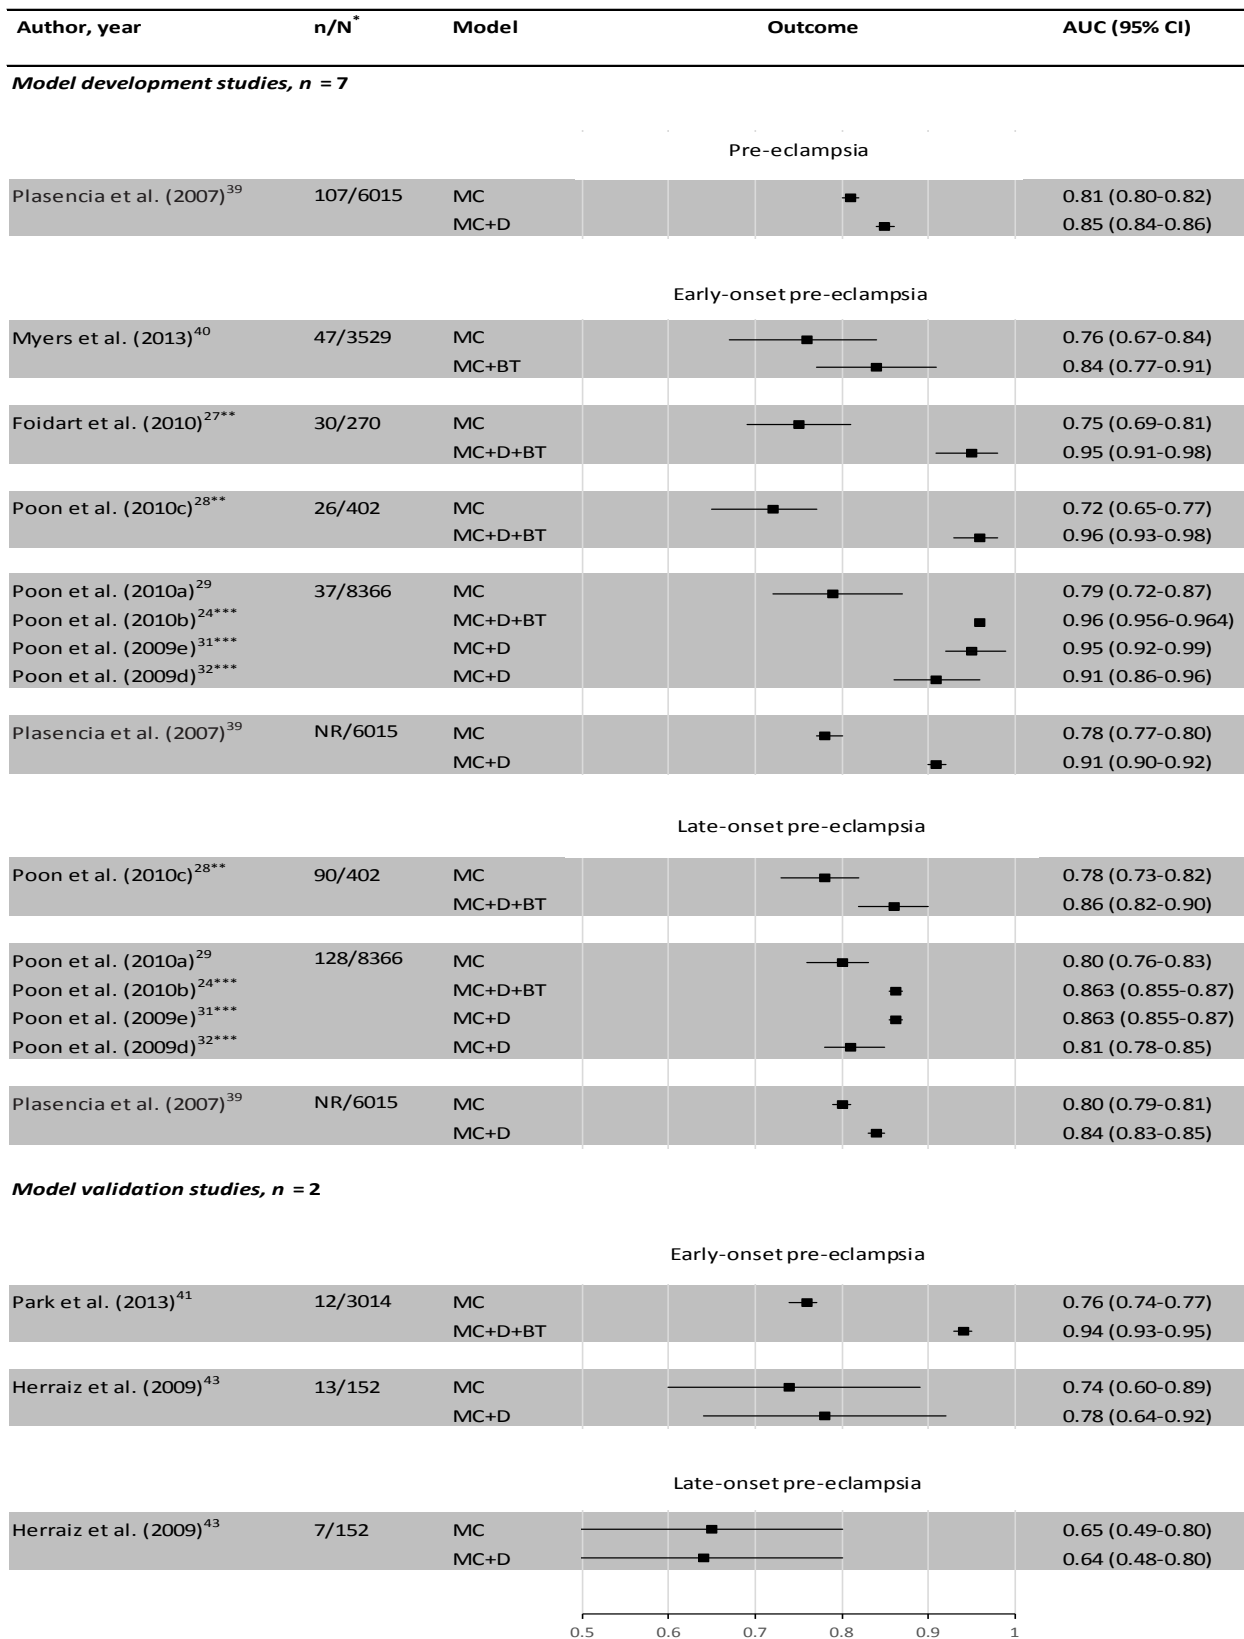 Author, year n/N* Model Outcome AUC (95% CI)
Model development studies, n = 7
Pre-eclampsia
Plasencia et al. (2007)39 107/6015 MC 0.81 (0.80-0.82)
MC+D 0.85 (0.84-0.86)
Early-onset pre-eclampsia
Myers et al. (2013)40 47/3529 MC 0.76 (0.67-0.84)
MC+BT 0.84 (0.77-0.91)
Foidart et al. (2010)27** 30/270 MC 0.75 (0.69-0.81)
MC+D+BT 0.95 (0.91-0.98)
Poon et al. (2010c)28** 26/402 MC 0.72 (0.65-0.77)
MC+D+BT 0.96 (0.93-0.98)
Poon et al. (2010a)29 37/8366 MC 0.79 (0.72-0.87)
Poon et al. (2010b)24*** MC+D+BT 0.96 (0.956-0.964)
Poon et al. (2009e)31*** MC+D 0.95 (0.92-0.99)
Poon et al. (2009d)32*** MC+D 0.91 (0.86-0.96)
Plasencia et al. (2007)39 NR/6015 MC 0.78 (0.77-0.80)
MC+D 0.91 (0.90-0.92)
Late-onset pre-eclampsia
Poon et al. (2010c)28** 90/402 MC 0.78 (0.73-0.82)
MC+D+BT 0.86 (0.82-0.90)
Poon et al. (2010a)29 128/8366 MC 0.80 (0.76-0.83)
Poon et al. (2010b)24*** MC+D+BT 0.863 (0.855-0.87)
Poon et al. (2009e)31*** MC+D 0.863 (0.855-0.87)
Poon et al. (2009d)32*** MC+D 0.81 (0.78-0.85)
Plasencia et al. (2007)39 NR/6015 MC 0.80 (0.79-0.81)
MC+D 0.84 (0.83-0.85)
Model validation studies, n = 2
Early-onset pre-eclampsia
Park et al. (2013)41 12/3014 MC 0.76 (0.74-0.77)
MC+D+BT 0.94 (0.93-0.95)
Herraiz et al. (2009)43 13/152 MC 0.74 (0.60-0.89)
MC+D 0.78 (0.64-0.92)
Late-onset pre-eclampsia
Herraiz et al. (2009)43 7/152 MC 0.65 (0.49-0.80)
MC+D 0.64 (0.48-0.80)
0.5 0.6 0.7 0.8 0.9 1